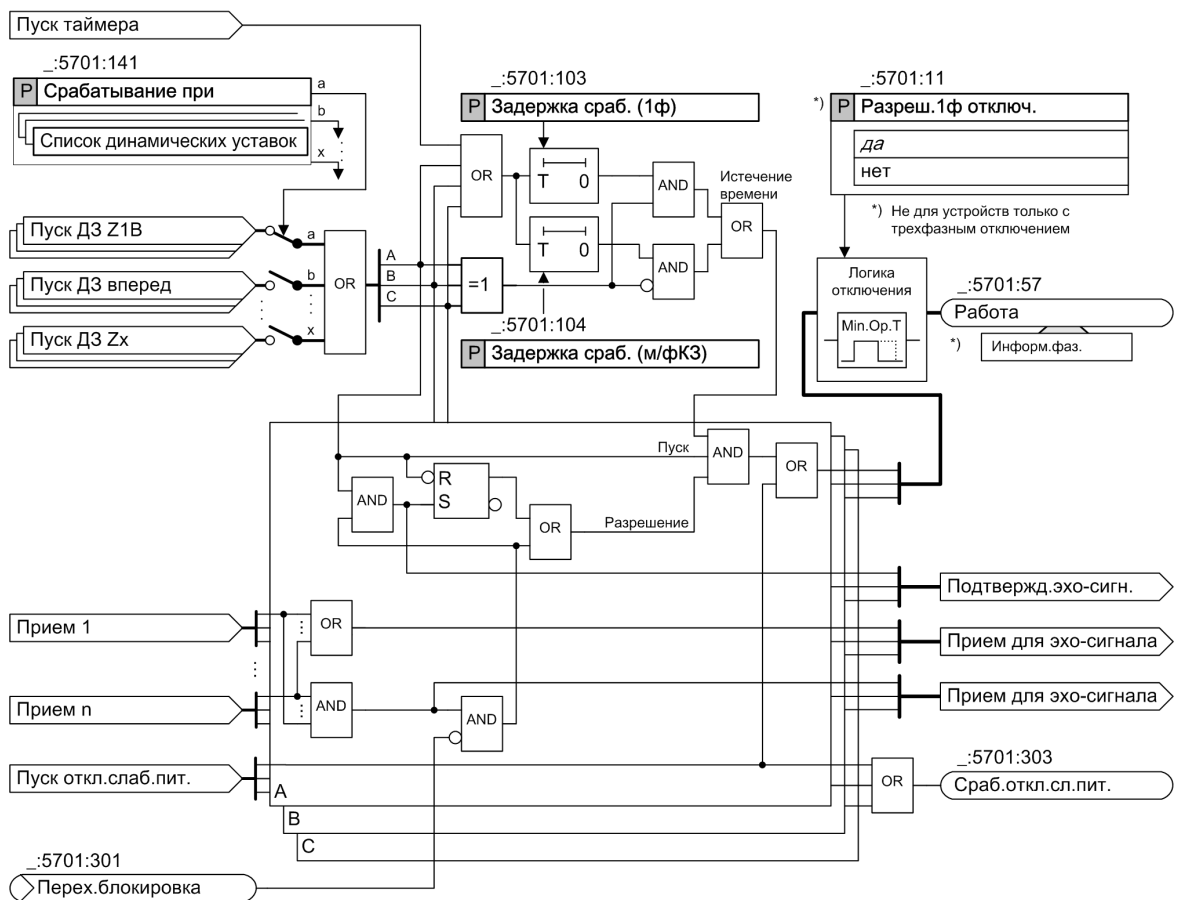 Пуск таймера
_:5701:141
P Срабатывание при
Список динамических уставок
a
b
x
_:5701:103
P Задержка сраб. (1ф)
_:5701:11
*) P Разреш.1ф отключ.
да
нет
*) Не для устройств только с
трехфазным отключением
OR
T 0
T 0
AND
AND
Истечение
времени
OR
Пуск ДЗ Z1B
Пуск ДЗ вперед
Пуск ДЗ Zx
a
b
x
OR
A
B
C
=1
_:5701:104
P Задержка сраб. (м/фКЗ)
Логика
отключения
Min.Op.T
_:5701:57
Работа
*) Информ.фаз.
Пуск
AND
OR
AND
R
S
OR
Разрешение
Подтвержд.эхо-сигн.
Прием 1
OR
Прием для эхо-сигнала
Прием n
AND
AND
Прием для эхо-сигнала
Пуск откл.слаб.пит.
A
B
C
OR
_:5701:303
Сраб.откл.сл.пит.
_:5701:301
Перех.блокировка